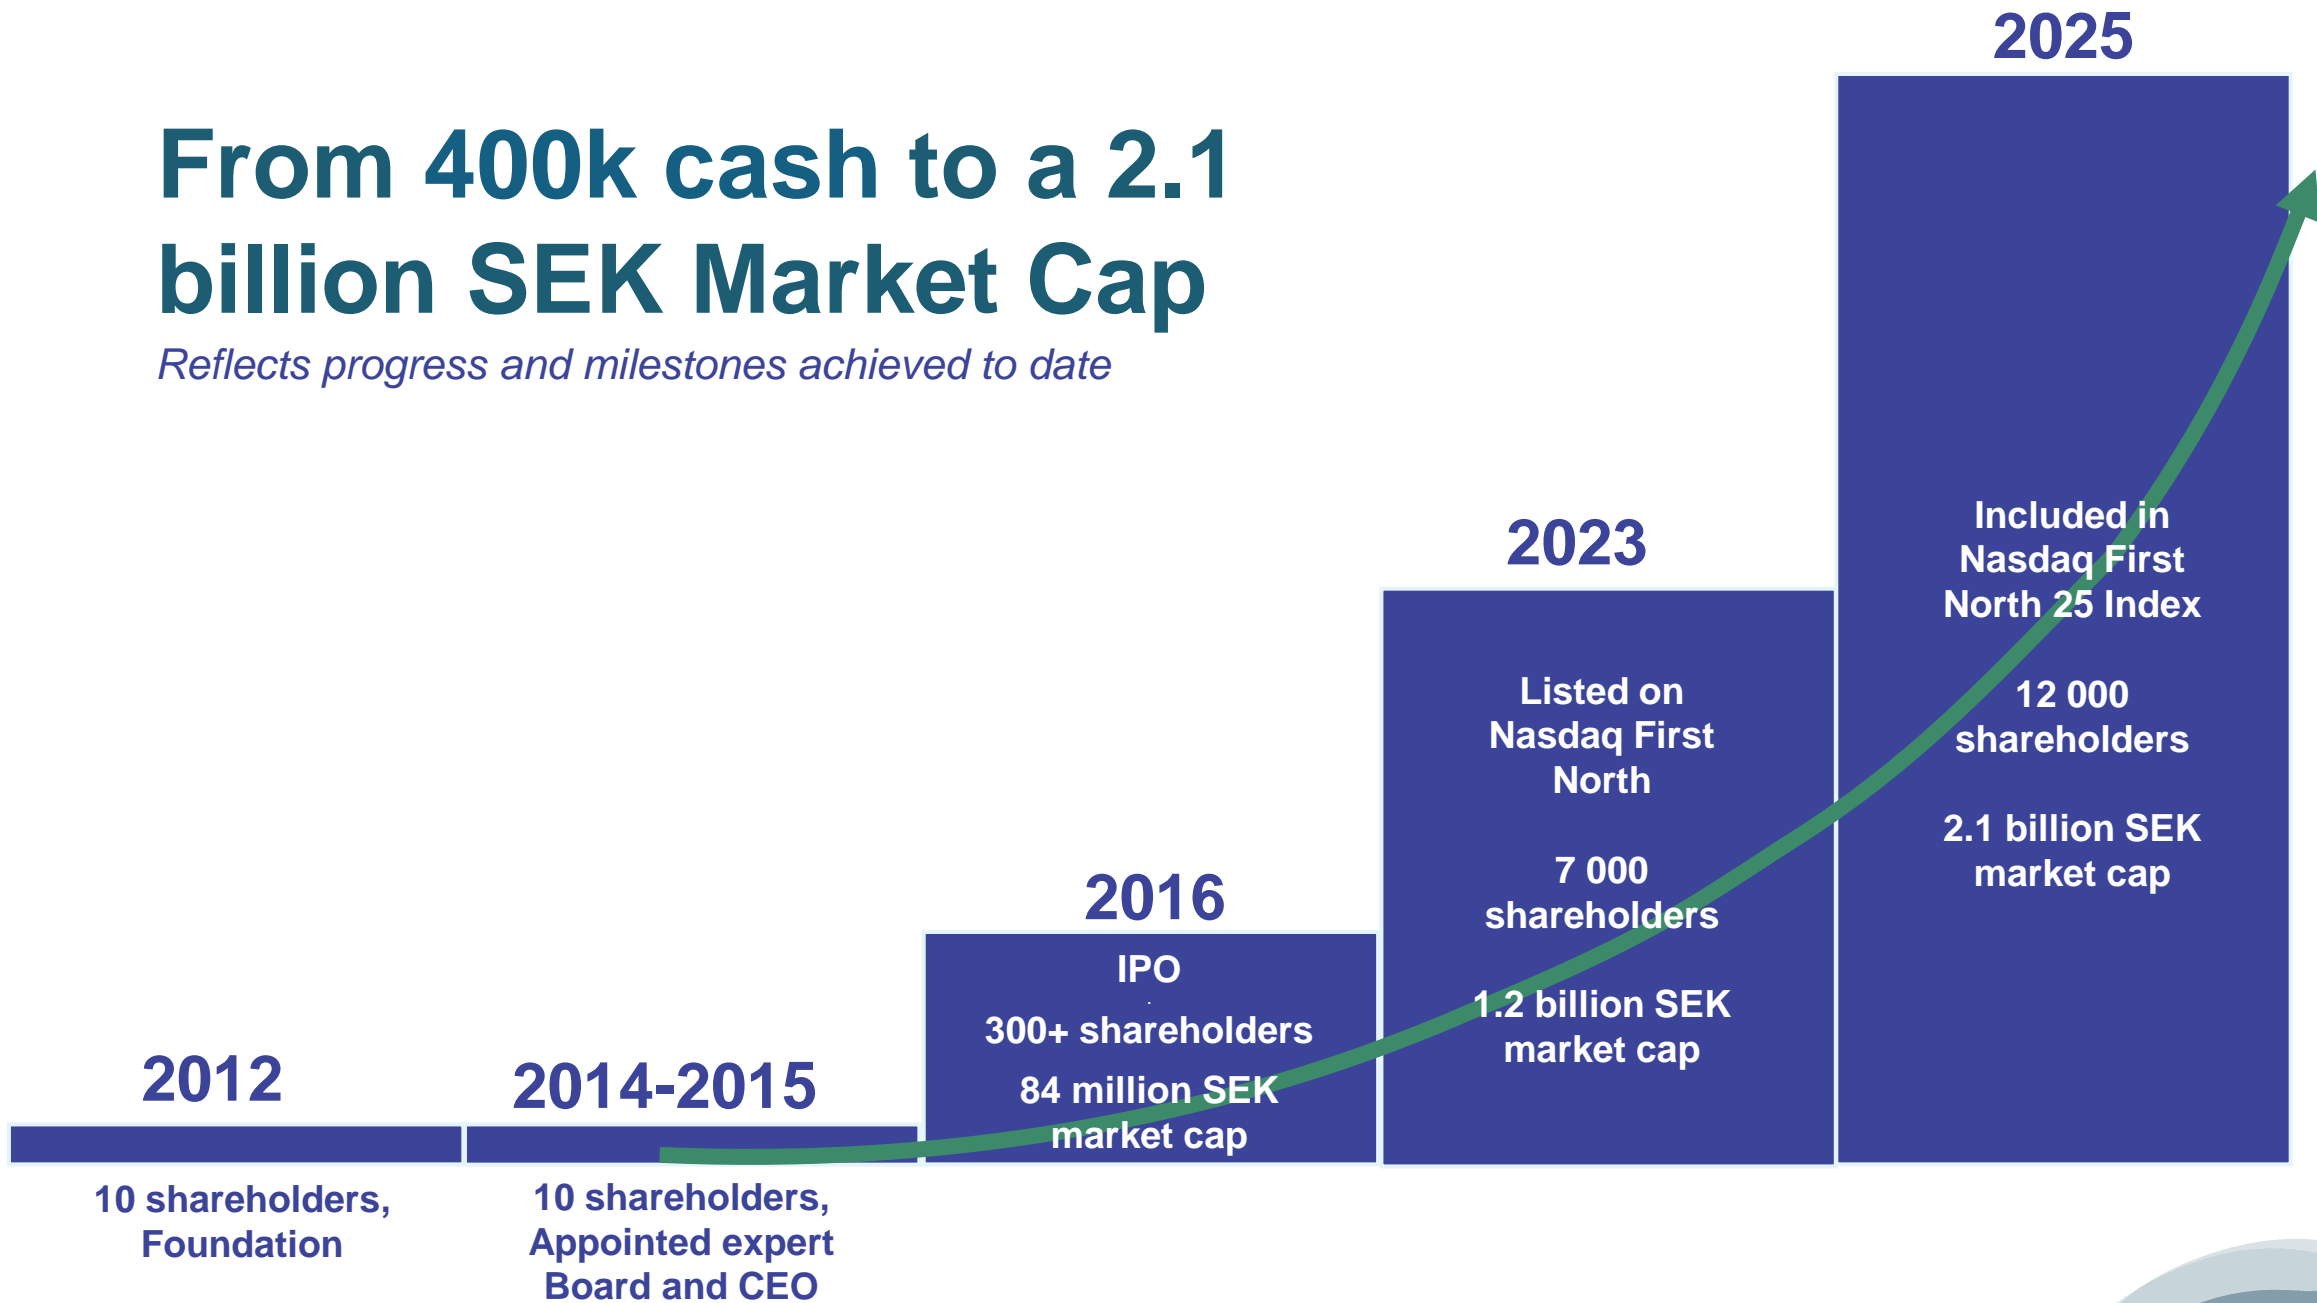 From 400k cash to a 2.1
billion SEK Market Cap
Reflects progress and milestones achieved to date
2012
10 shareholders,
Foundation
2014-2015
10 shareholders,
Appointed expert
Board and CEO
2016
IPO
.
300+ shareholders
84 million SEK
market cap
2023
Listed on
Nasdaq First
North
7 000
shareholders
1.2 billion SEK
market cap
2025
Included in
Nasdaq First
North 25 Index
12 000
shareholders
2.1 billion SEK
market cap